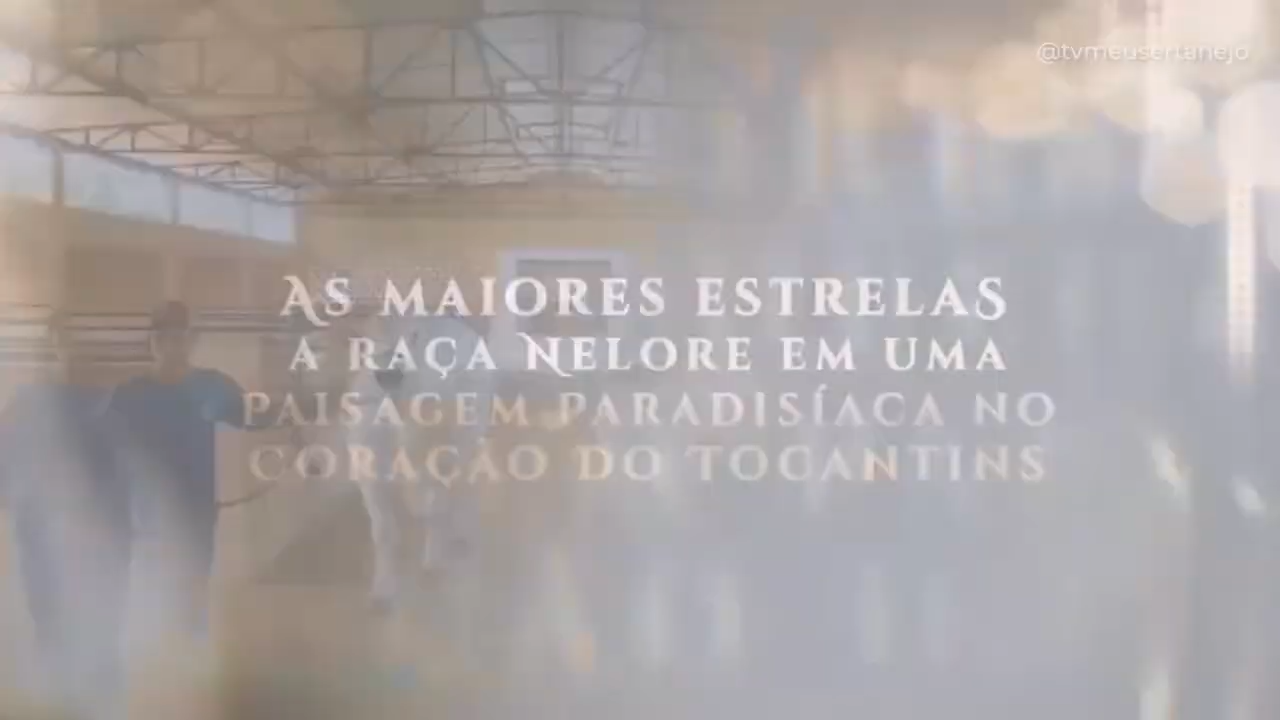 @tvmeusertanejo
As maiores estrelas
a raça Nelore em uma
paisagem paradisíaca no
coração do Tocantins